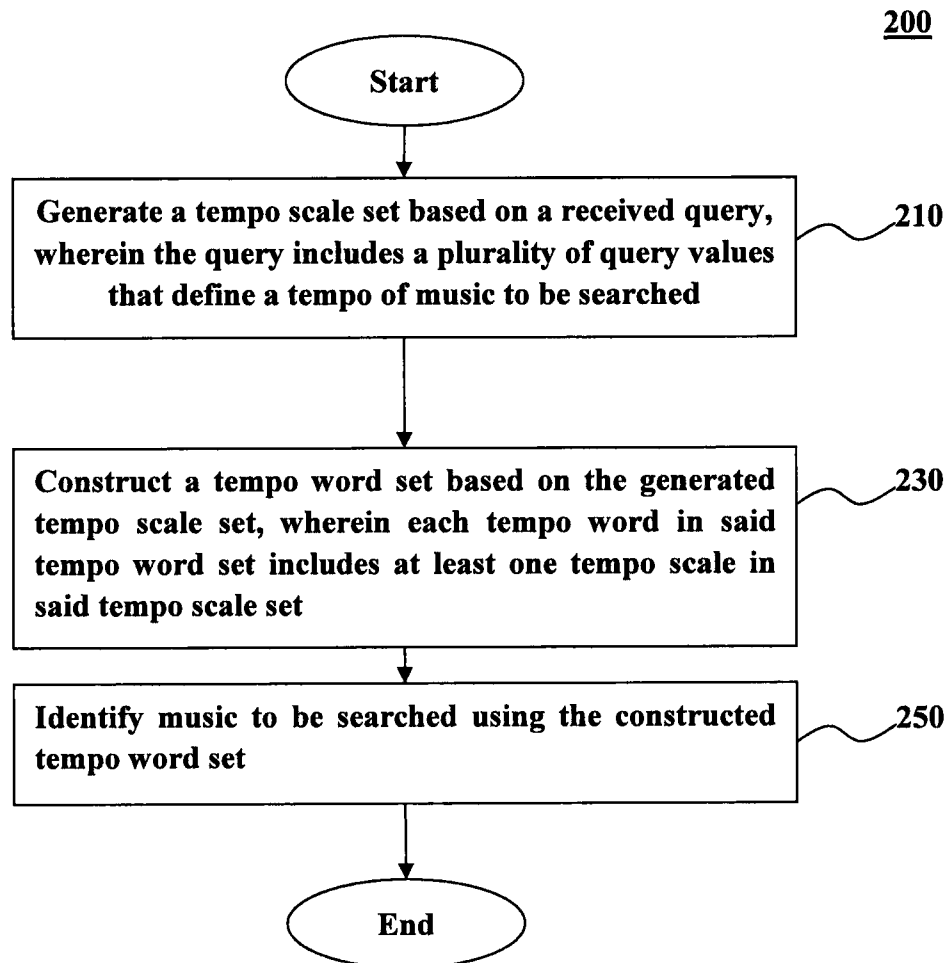 200
Start
Generate a tempo scale set based on a received query,
wherein the query includes a plurality of query values
that define a tempo of music to be searched
210
Construct a tempo word set based on the generated
tempo scale set, wherein each tempo word in said
tempo word set includes at least one tempo scale in
said tempo scale set
230
Identify music to be searched using the constructed
tempo word set
250
End